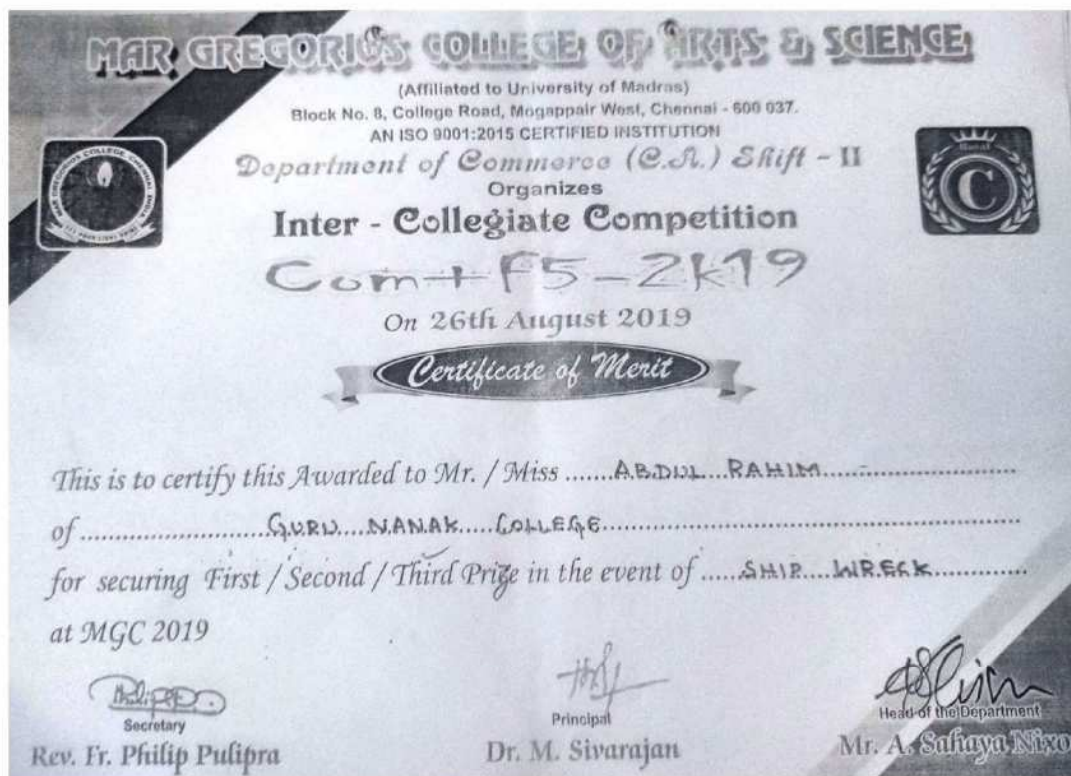 MAR GREGORIOS COLLEGE OF ARTS & SCIENCE
(Affiliated to University of Madras)
Block No. 8, College Road, Mogappair West, Chennai - 600 037.
AN ISO 9001:2015 CERTIFIED INSTITUTION
Department of Commerce (C.A.) Shift - II
Organizes
Inter - Collegiate Competition
Com+F5-2K19
On 26th August 2019
Certificate of Merit
This is to certify this Awarded to Mr. / Miss .......ABDUL RAHIM.....
of ........................GURU NANAK COLLEGE........................
for securing First / Second / Third Prize in the event of .....SHIP WRECK............
at MGC 2019
Secretary
Rev. Fr. Philip Pulipra
Principal
Dr. M. Sivarajan
Head of the Department
Mr. A. Sahaya Nixo
C